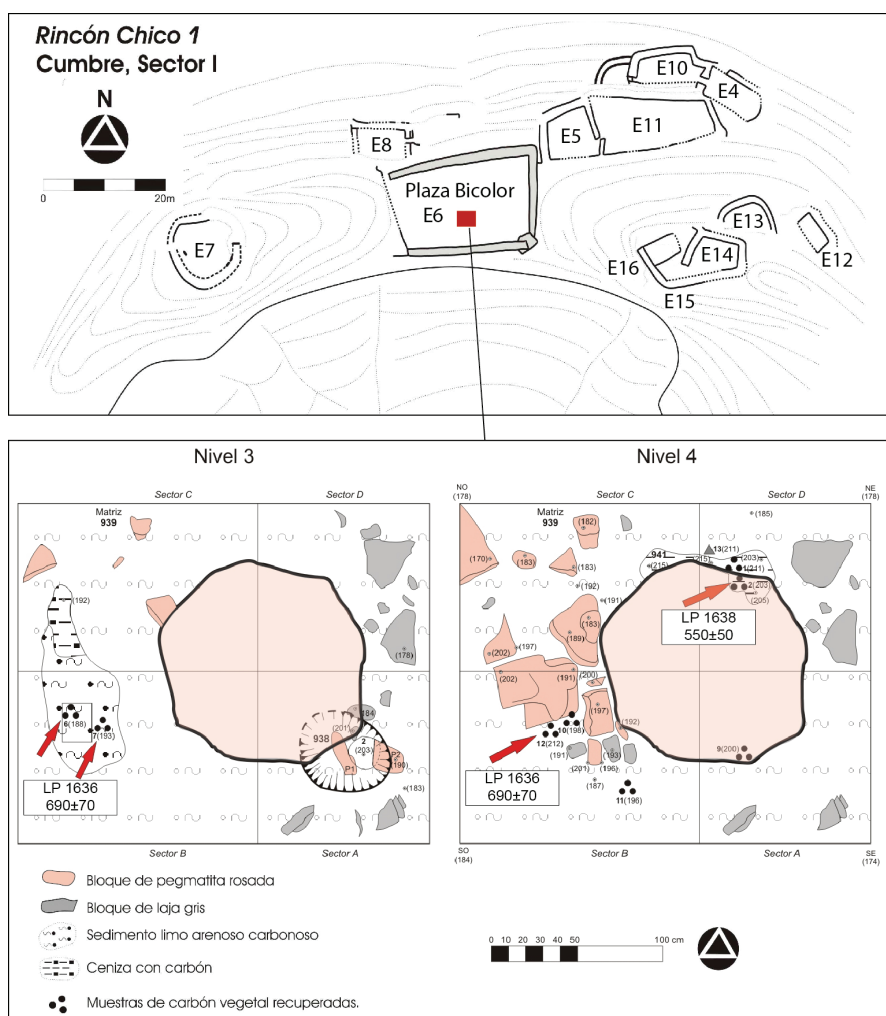 Rincón Chico 1
Cumbre, Sector I
N
0 20m
E10
E4
E8
E5
E11
Plaza Bicolor
E6
E7
E13
E12
E16
E14
E15
Nivel 3
Sector C Sector D
Matriz
939
(192)
(178)
184
(201)
938
2
(203)
P2
(190)
P1
(183)
6(188)
7(193)
LP 1636
690±70
Sector B Sector A
Nivel 4
NO
(178)
Sector C Sector D
NE
(178)
Matriz
939
(182)
(185)
(170)
(183)
(183)
941
(215)
(215)
13(211)
(203)
1(211)
2(203)
(205)
(192)
(191)
(183)
(189)
LP 1638
550±50
(202)
(197)
(202)
(191)
(200)
(197)
(192)
10(198)
12(212)
(191)
(201)
(193)
(196)
(187)
11(196)
9(200)
LP 1636
690±70
SO
(184)
Sector B Sector A
SE
(174)
Bloque de pegmatita rosada
Bloque de laja gris
Sedimento limo arenoso carbonoso
Ceniza con carbón
Muestras de carbón vegetal recuperadas.
0 10 20 30 40 50 100 cm